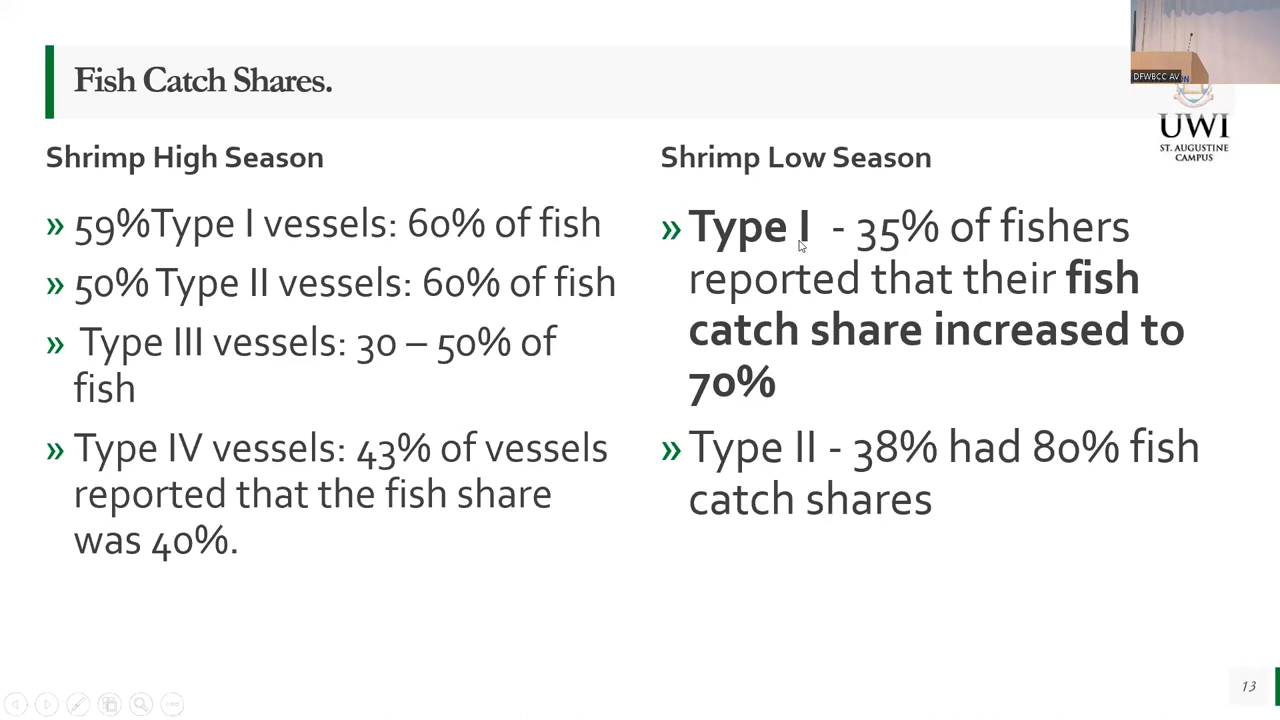 Fish Catch Shares.
DFWBCC AV
UWI
ST. AUGUSTINE
CAMPUS
Shrimp High Season
» 59%Type I vessels: 60% of fish
» 50% Type II vessels: 60% of fish
» Type III vessels: 30 – 50% of
fish
» Type IV vessels: 43% of vessels
reported that the fish share
was 40%.
Shrimp Low Season
» Type I - 35% of fishers
reported that their fish
catch share increased to
70%
» Type II - 38% had 80% fish
catch shares
13